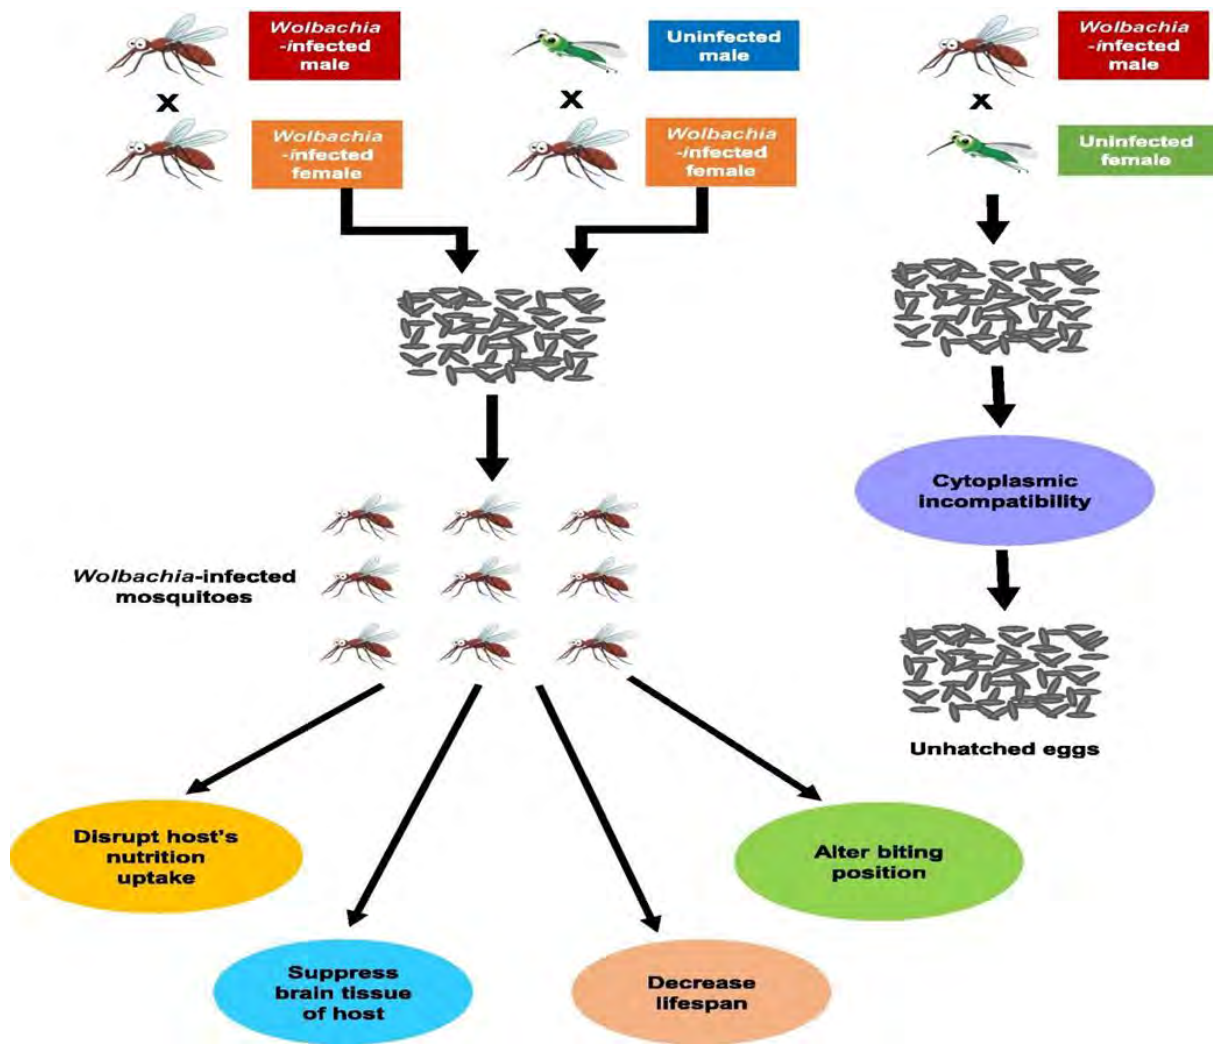 Wolbachia
-infected
male
Uninfected
male
Wolbachia
-infected
male
x
x
x
Wolbachia
-infected
female
Wolbachia
-infected
female
Uninfected
female
Cytoplasmic
incompatibility
Wolbachia-infected
mosquitoes
Unhatched eggs
Disrupt host's
nutrition
uptake
Alter biting
position
Suppress
brain tissue
of host
Decrease
lifespan